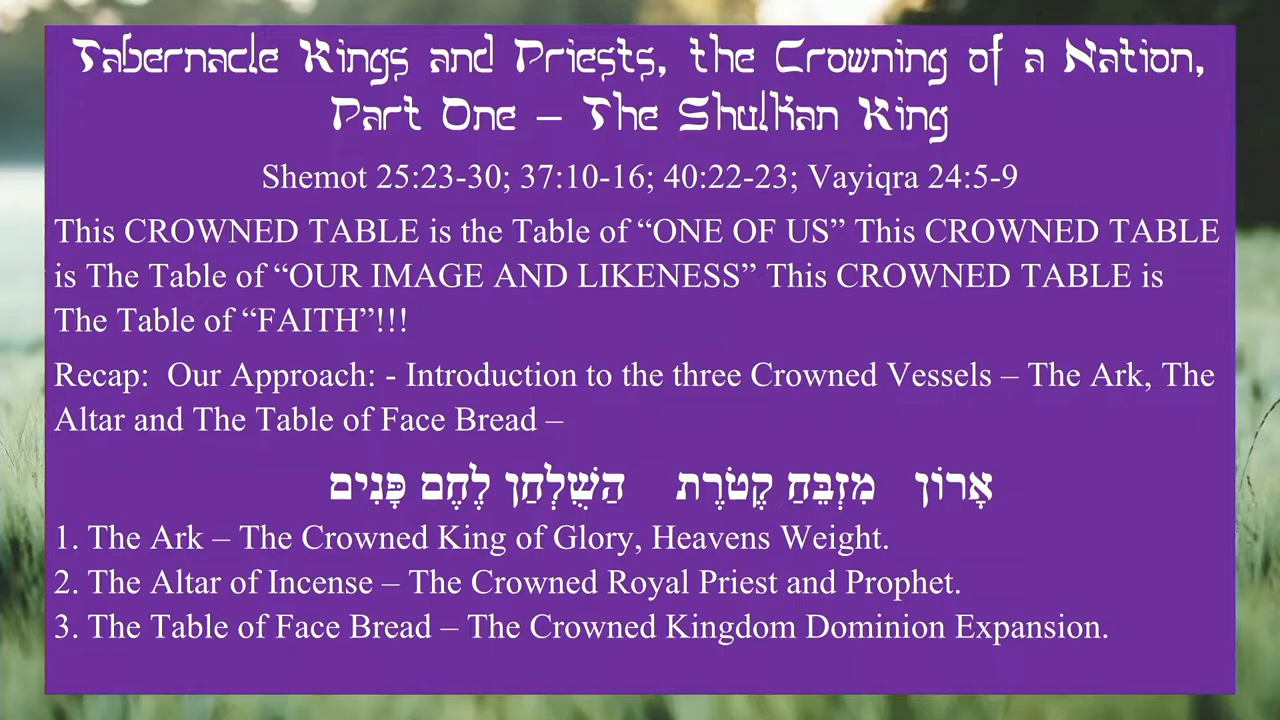 Tabernacle Kings and Priests, the Crowning of a Nation,
Part One – The Shulkan King
Shemot 25:23-30; 37:10-16; 40:22-23; Vayiqra 24:5-9
This CROWNED TABLE is the Table of “ONE OF US” This CROWNED TABLE
is The Table of “OUR IMAGE AND LIKENESS” This CROWNED TABLE is
The Table of “FAITH”!!!
Recap:  Our Approach: - Introduction to the three Crowned Vessels – The Ark, The
Altar and The Table of Face Bread –
אָרוֹן   מִזְבֵּחַ קְטֹרֶת   הַשֻּׁלְחַן לֶחֶם פָּנִים
1. The Ark – The Crowned King of Glory, Heavens Weight.
2. The Altar of Incense – The Crowned Royal Priest and Prophet.
3. The Table of Face Bread – The Crowned Kingdom Dominion Expansion.